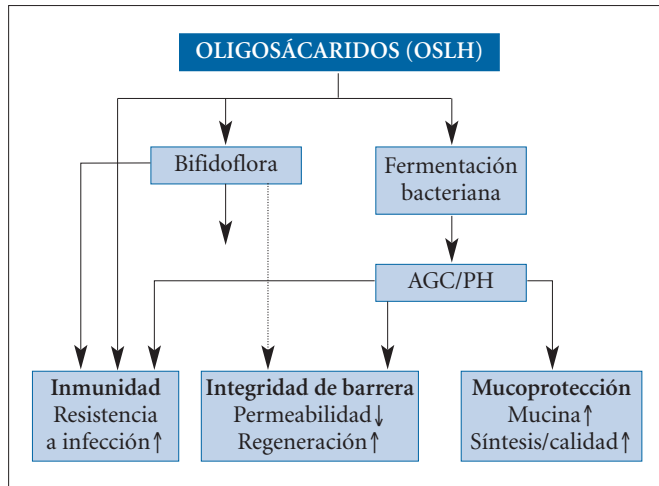 OLIGOSÁCARIDOS (OSLH)
Bifidoflora
Fermentación
bacteriana
AGC/PH
Inmunidad
Resistencia
a infección↑
Integridad de barrera
Permeabilidad↓
Regeneración↑
Mucoprotección
Mucina↑
Síntesis/calidad↑